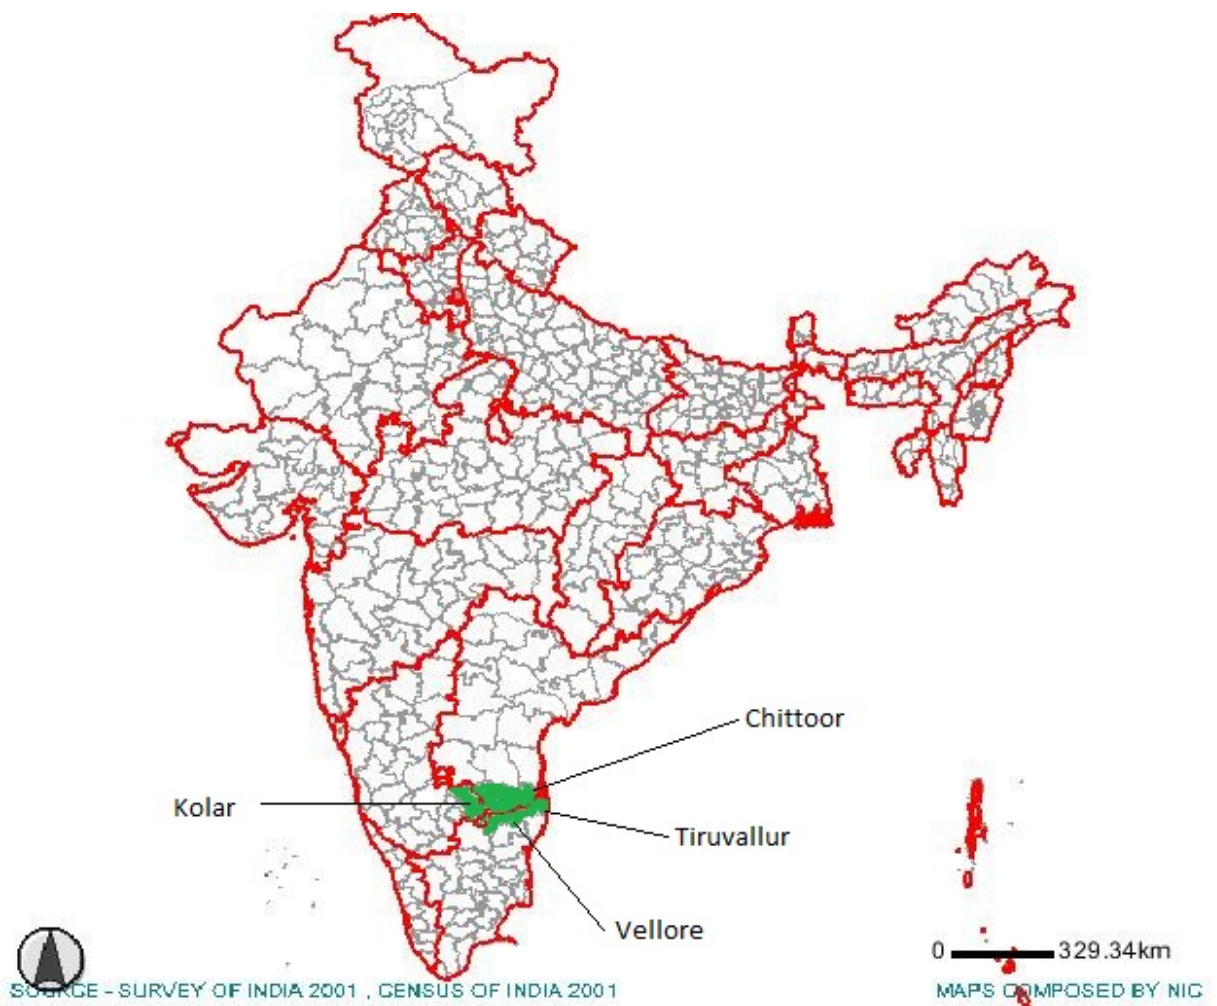 Chittoor
Kolar
Tiruvallur
Vellore
0 329.34km
SOURCE - SURVEY OF INDIA 2001 , CENSUS OF INDIA 2001
MAPS COMPOSED BY NIC